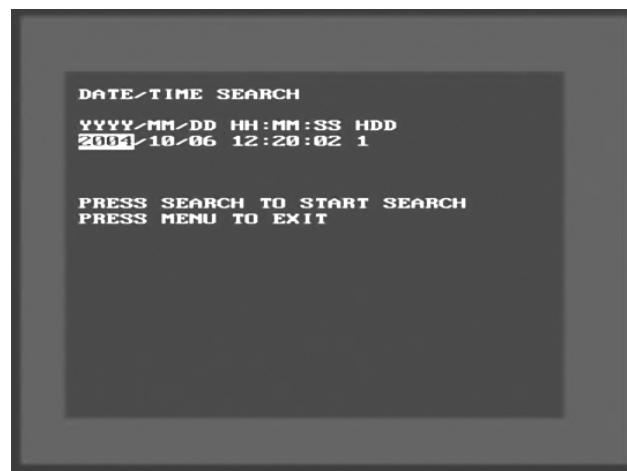 DATE/TIME SEARCH
YYYY/MM/DD HH:MM:SS HDD
2004/10/06 12:20:02 1
PRESS SEARCH TO START SEARCH
PRESS MENU TO EXIT